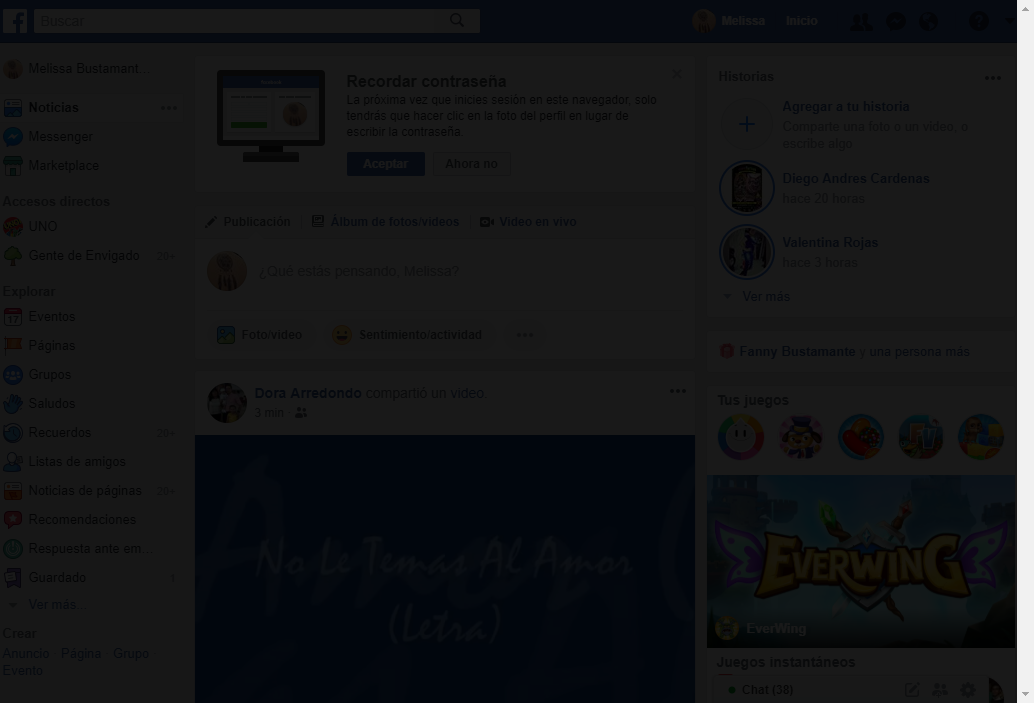 Buscar
Melissa
Inicio
Melissa Bustamant...
Noticias
Messenger
Marketplace
Accesos directos
UNO
Gente de Envigado 20+
Explorar
Eventos
Páginas
Grupos
Saludos
Recuerdos 20+
Listas de amigos
Noticias de páginas 20+
Recomendaciones
Respuesta ante em...
Guardado 1
Ver más...
Crear
Anuncio Página Grupo
Evento
Recordar contraseña
La próxima vez que inicies sesión en este navegador, solo
tendrás que hacer clic en la foto del perfil en lugar de
escribir la contraseña.
Aceptar
Ahora no
Publicación
Álbum de fotos/videos
Video en vivo
¿Qué estás pensando, Melissa?
Foto/video
Sentimiento/actividad
Dora Arredondo compartió un video.
3 min
No Le Temas Al Amor
(Letra)
Historias
Agregar a tu historia
Comparte una foto o un video, o
escribe algo
Diego Andres Cardenas
hace 20 horas
Valentina Rojas
hace 3 horas
Ver más
Fanny Bustamante y una persona más
Tus juegos
EVERWING
EverWing
Juegos instantáneos
Chat (38)